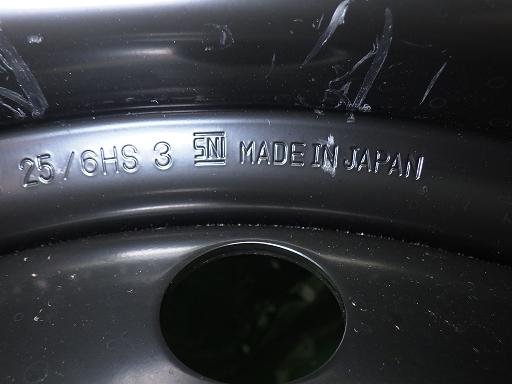 25/6HS 3 SNI MADE IN JAPAN